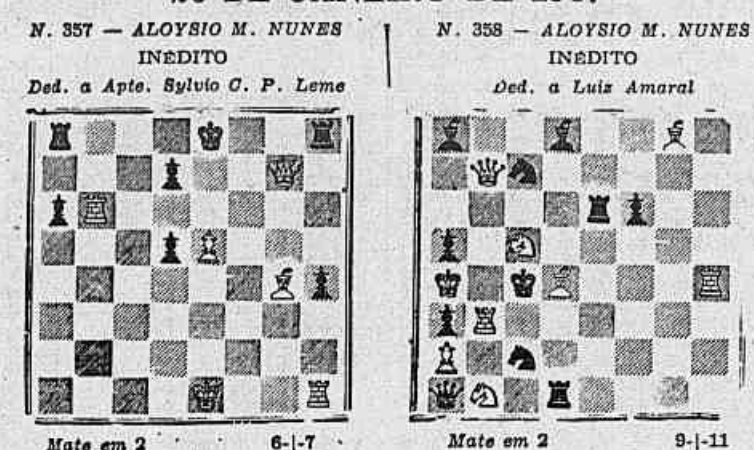 N. 357 — ALOYSIO M. NUNES
INÉDITO
Ded. a Apte. Sylvio C. P. Leme
Mate em 2 6-|-7
N. 358 — ALOYSIO M. NUNES
INÉDITO
Ded. a Luiz Amaral
Mate em 2 9-|-11